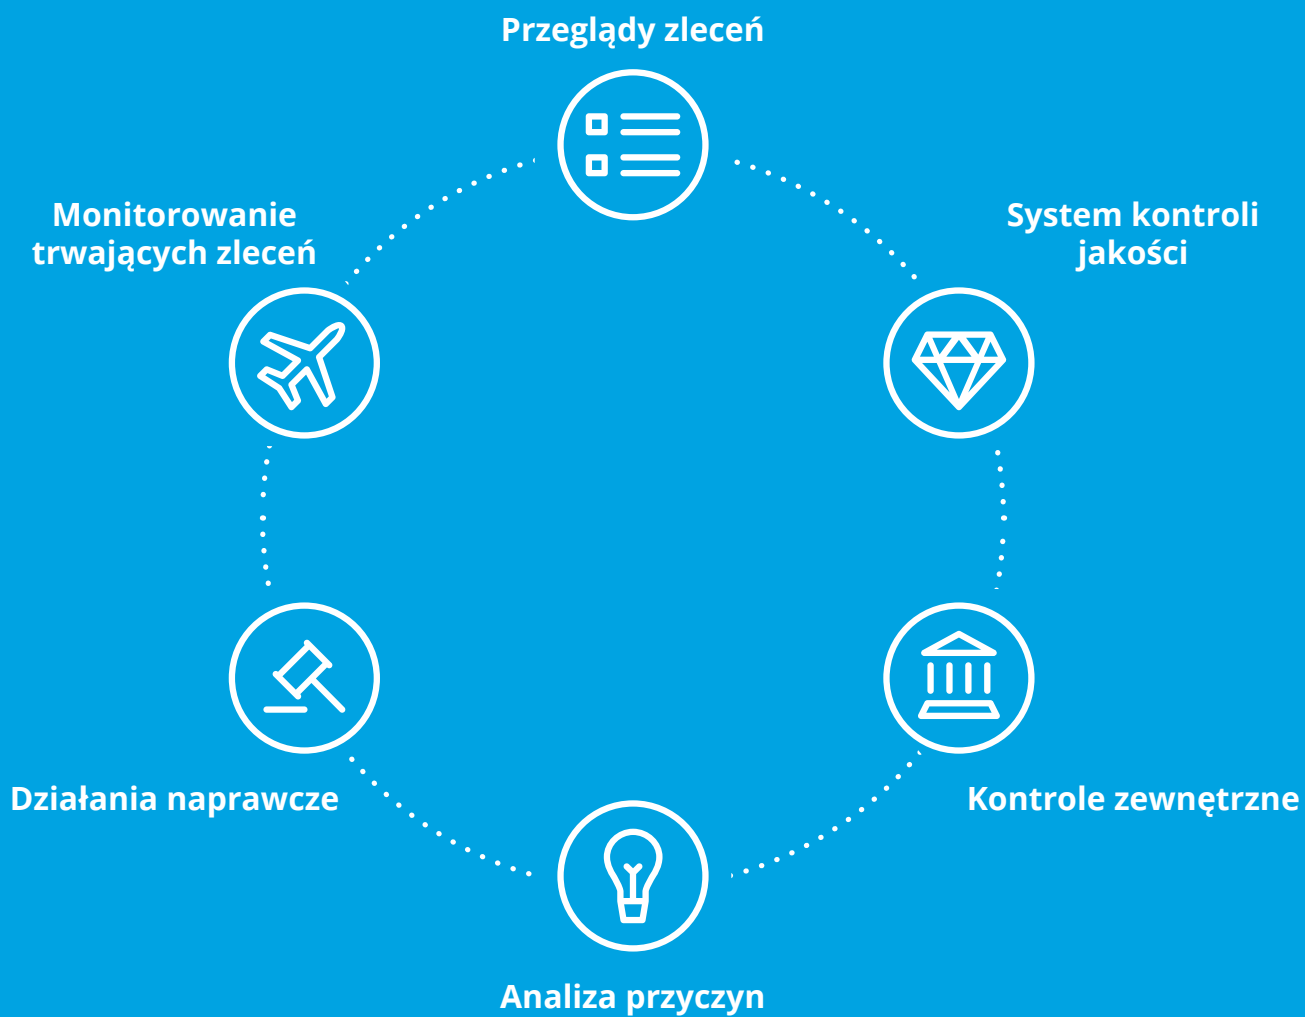 Przeglądy zleceń
Monitorowanie
trwających zleceń
System kontroli
jakości
Działania naprawcze
Kontrole zewnętrzne
Analiza przyczyn